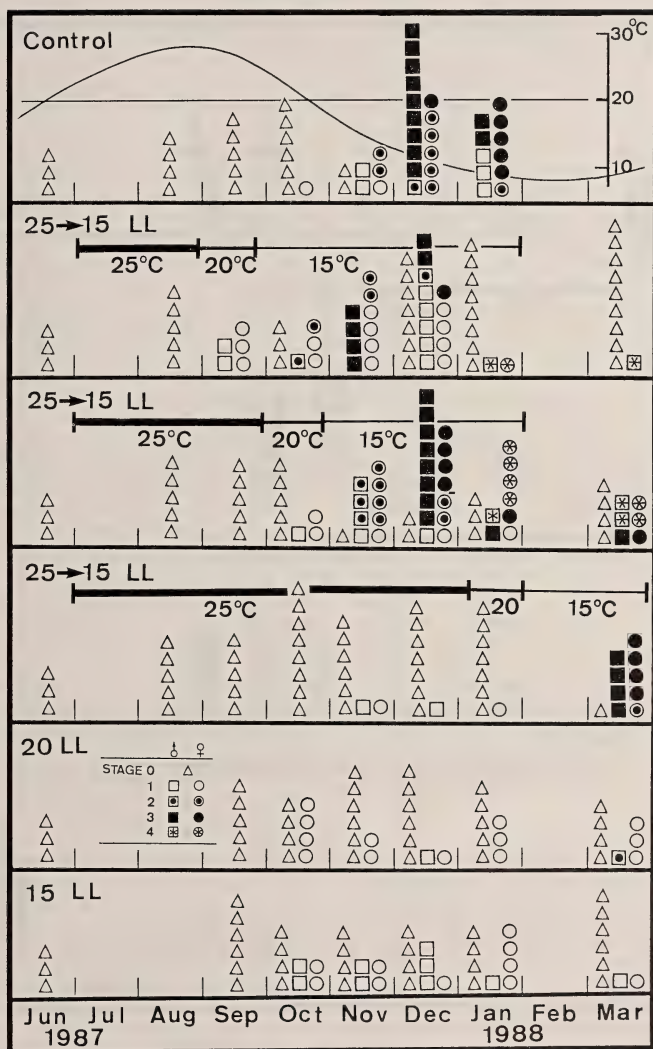 Control
30°C
20
10
25→15 LL
25°C
20°C
15°C
25→15 LL
25°C
20°C
15°C
25→15 LL
25°C
20
15°C
20 LL
♂ ♀
STAGE 0
1
2
3
4
15 LL
Jun Jul Aug Sep Oct Nov Dec Jan Feb Mar
1987 1988